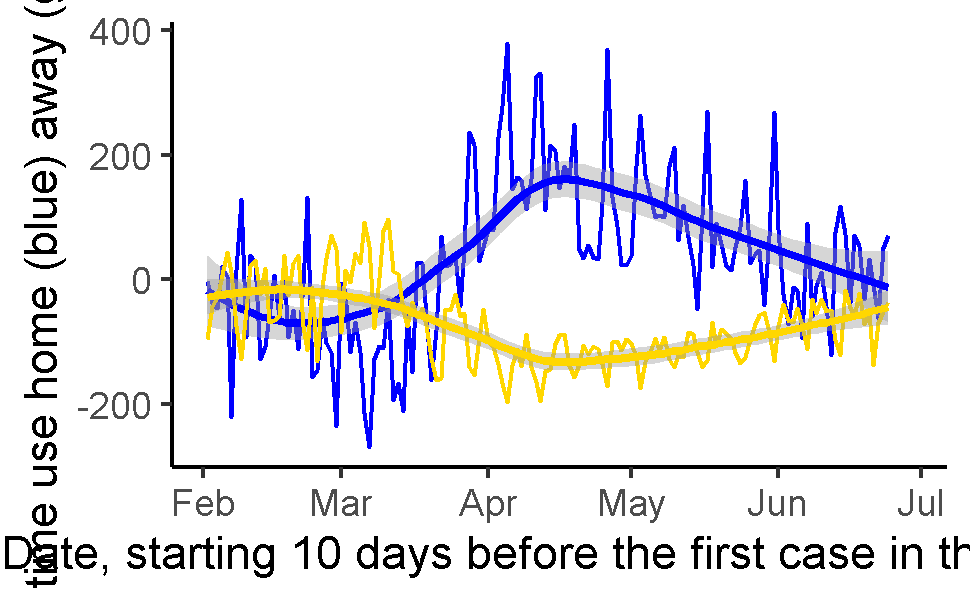 time use home (blue) away (
400
200
0
-200
Feb Mar Apr May Jun Jul
Date, starting 10 days before the first case in th